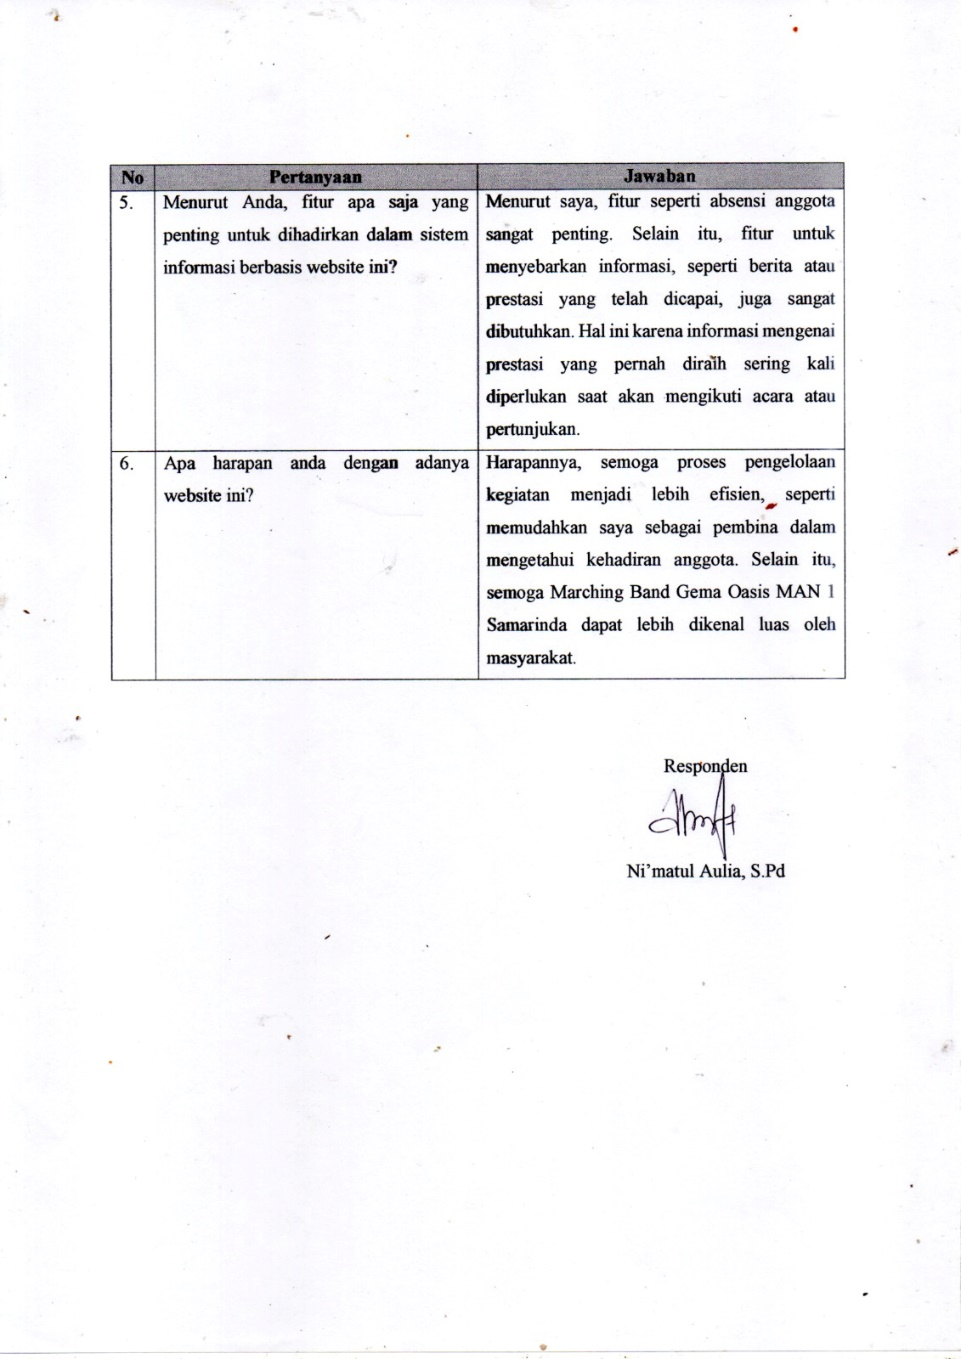 No Pertanyaan Jawaban
5. Menurut Anda, fitur apa saja yang
penting untuk dihadirkan dalam sistem
informasi berbasis website ini?
Menurut saya, fitur seperti absensi anggota
sangat penting. Selain itu, fitur untuk
menyebarkan informasi, seperti berita atau
prestasi yang telah dicapai, juga sangat
dibutuhkan. Hal ini karena informasi mengenai
prestasi yang pernah diraih sering kali
diperlukan saat akan mengikuti acara atau
pertunjukan.
6. Apa harapan anda dengan adanya
website ini?
Harapannya, semoga proses pengelolaan
kegiatan menjadi lebih efisien, seperti
memudahkan saya sebagai pembina dalam
mengetahui kehadiran anggota. Selain itu,
semoga Marching Band Gema Oasis MAN 1
Samarinda dapat lebih dikenal luas oleh
masyarakat.
Responden
Ni’matul Aulia, S.Pd